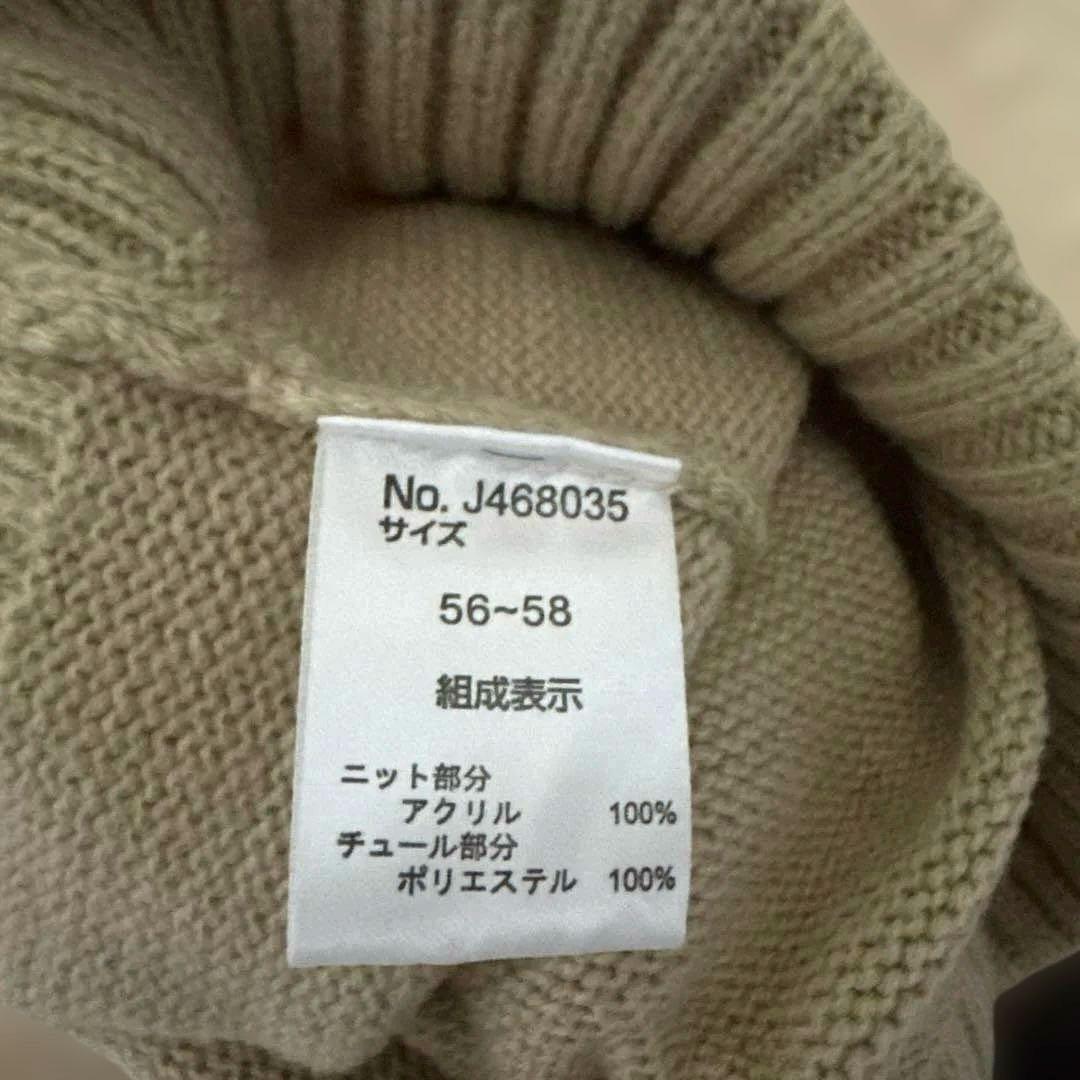 No. J468035
サイズ
56~58
組成表示
ニット部分
アクリル 100%
チュール部分
ポリエステル 100%